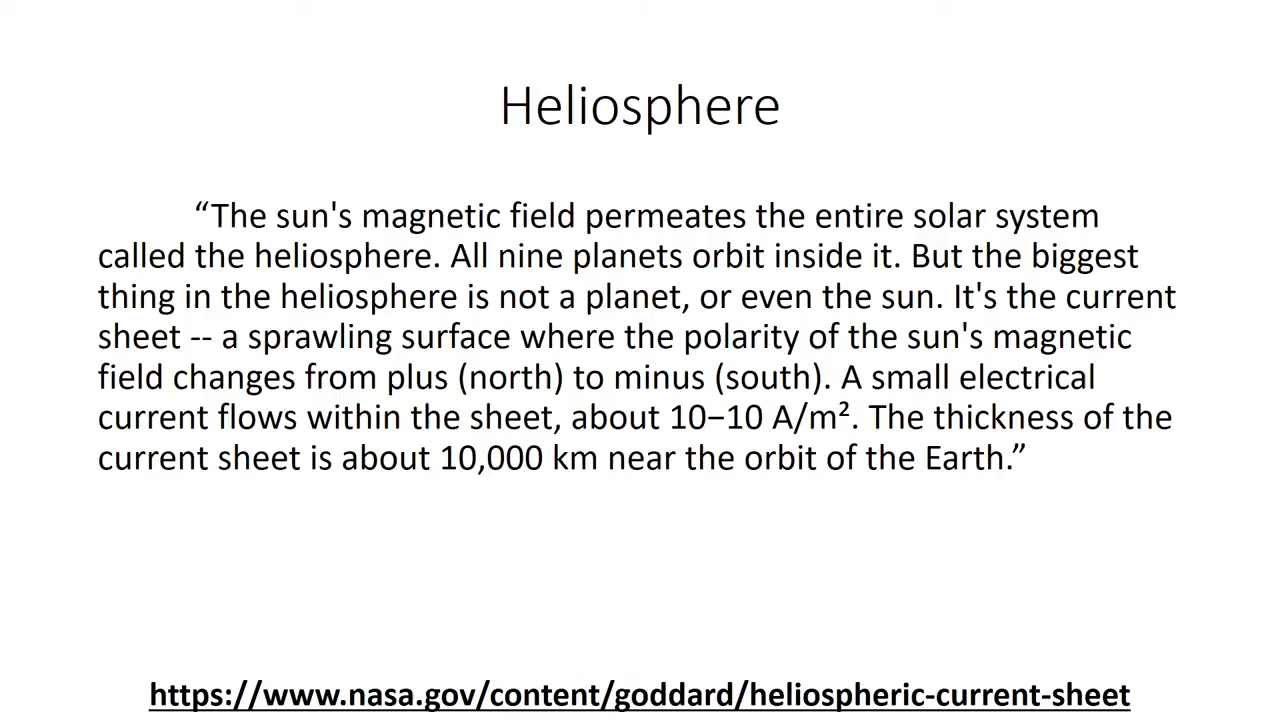 Heliosphere
“The sun's magnetic field permeates the entire solar system
called the heliosphere. All nine planets orbit inside it. But the biggest
thing in the heliosphere is not a planet, or even the sun. It's the current
sheet -- a sprawling surface where the polarity of the sun's magnetic
field changes from plus (north) to minus (south). A small electrical
current flows within the sheet, about 10−10 A/m². The thickness of the
current sheet is about 10,000 km near the orbit of the Earth.”
https://www.nasa.gov/content/goddard/heliospheric-current-sheet